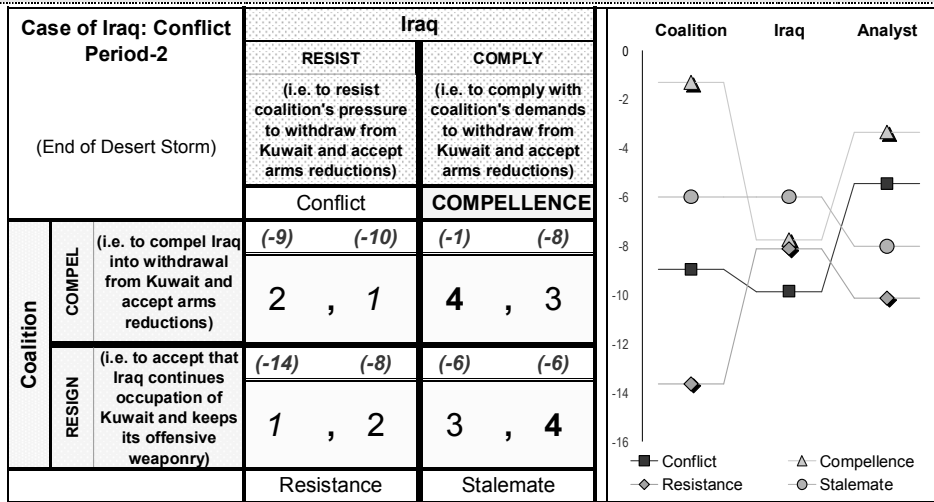 Case of Iraq: Conflict
Period-2
(End of Desert Storm)
Iraq
RESIST
COMPLY
(i.e. to resist
coalition's pressure
to withdraw from
Kuwait and accept
arms reductions)
(i.e. to comply with
coalition's demands
to withdraw from
Kuwait and accept
arms reductions)
Conflict
COMPELLENCE
Coalition
COMPEL
(i.e. to compel Iraq
into withdrawal
from Kuwait and
accept arms
reductions)
(-9) (-10) (-1) (-8)
2 , 1 4 , 3
RESIGN
(i.e. to accept that
Iraq continues
occupation of
Kuwait and keeps
its offensive
weaponry)
(-14) (-8) (-6) (-6)
1 , 2 3 , 4
Resistance Stalemate
Coalition Iraq Analyst
0
-2
-4
-6
-8
-10
-12
-14
-16
Conflict Compellence
Resistance Stalemate